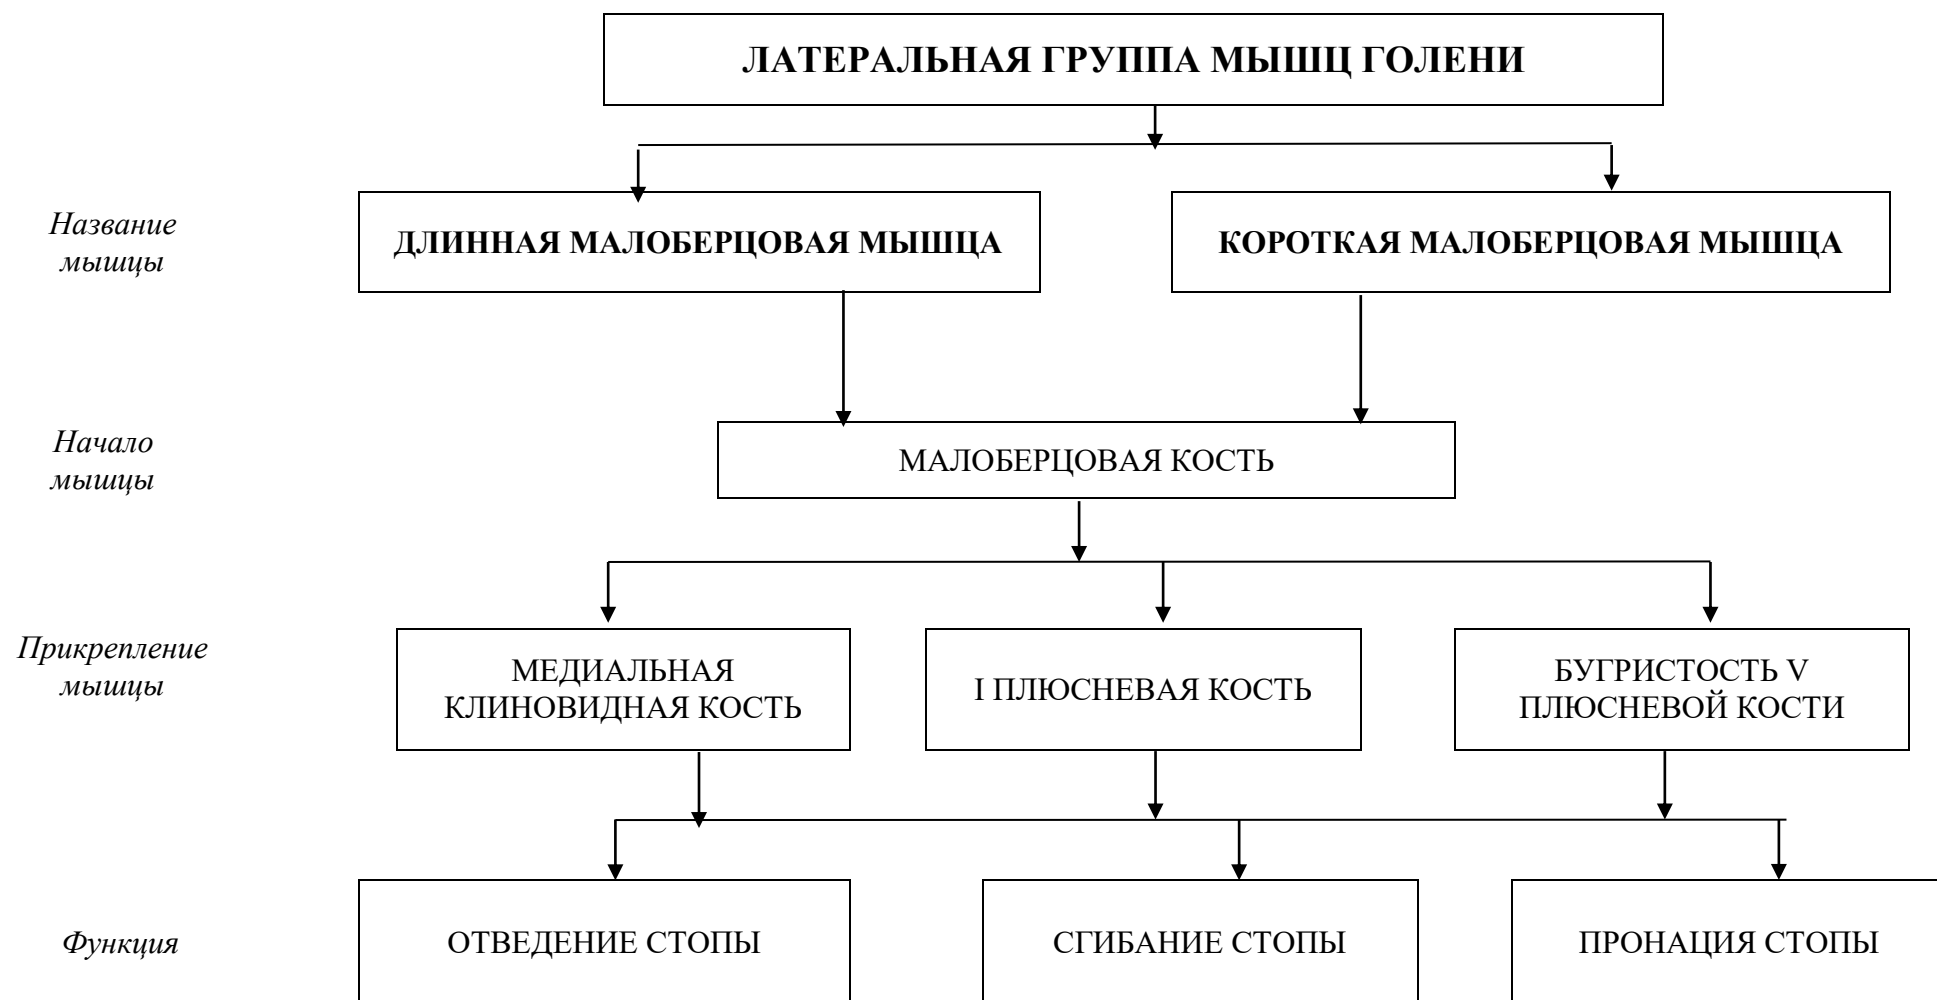 ЛАТЕРАЛЬНАЯ ГРУППА МЫШЦ ГОЛЕНИ
Название
мышцы
ДЛИННАЯ МАЛОБЕРЦОВАЯ МЫШЦА
КОРОТКАЯ МАЛОБЕРЦОВАЯ МЫШЦА
Начало
мышцы
МАЛОБЕРЦОВАЯ КОСТЬ
Прикрепление
мышцы
МЕДИАЛЬНАЯ
КЛИНОВИДНАЯ КОСТЬ
I ПЛЮСНЕВАЯ КОСТЬ
БУГРИСТОСТЬ V
ПЛЮСНЕВОЙ КОСТИ
Функция
ОТВЕДЕНИЕ СТОПЫ
СГИБАНИЕ СТОПЫ
ПРОНАЦИЯ СТОПЫ